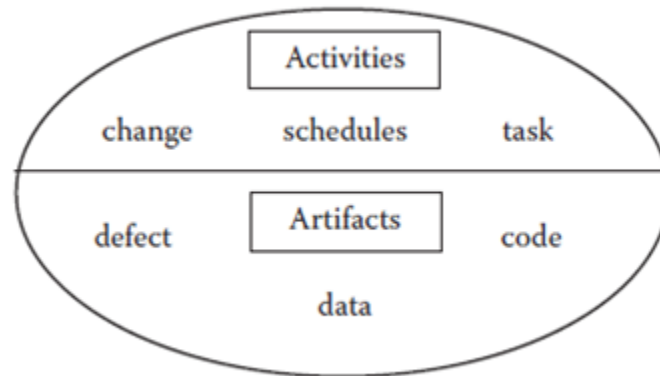 Activities
change schedules task
Artifacts
defect code
data